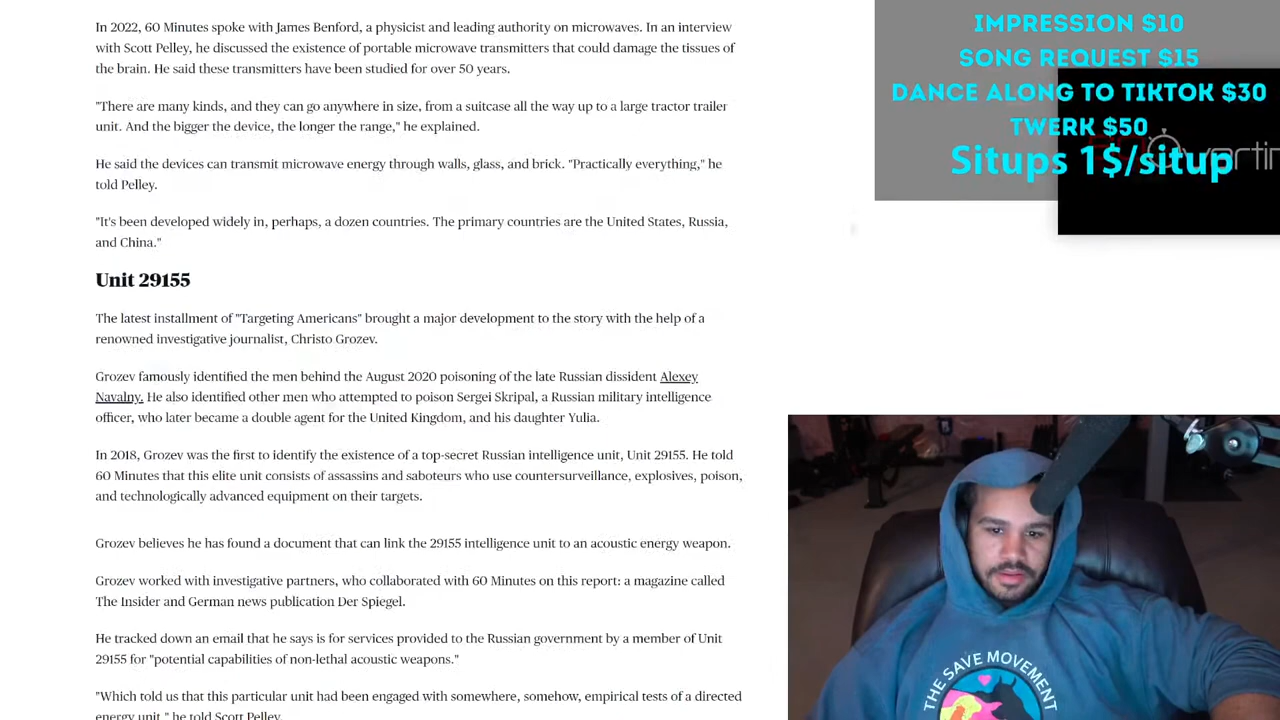 In 2022, 60 Minutes spoke with James Benford, a physicist and leading authority on microwaves. In an interview
with Scott Pelley, he discussed the existence of portable microwave transmitters that could damage the tissues of
the brain. He said these transmitters have been studied for over 50 years.
"There are many kinds, and they can go anywhere in size, from a suitcase all the way up to a large tractor trailer
unit. And the bigger the device, the longer the range," he explained.
He said the devices can transmit microwave energy through walls, glass, and brick. "Practically everything," he
told Pelley.
"It's been developed widely in, perhaps, a dozen countries. The primary countries are the United States, Russia,
and China."
Unit 29155
The latest installment of "Targeting Americans" brought a major development to the story with the help of a
renowned investigative journalist, Christo Grozev.
Grozev famously identified the men behind the August 2020 poisoning of the late Russian dissident Alexey
Navalny. He also identified other men who attempted to poison Sergei Skripal, a Russian military intelligence
officer, who later became a double agent for the United Kingdom, and his daughter Yulia.
In 2018, Grozev was the first to identify the existence of a top-secret Russian intelligence unit, Unit 29155. He told
60 Minutes that this elite unit consists of assassins and saboteurs who use countersurveillance, explosives, poison,
and technologically advanced equipment on their targets.
Grozev believes he has found a document that can link the 29155 intelligence unit to an acoustic energy weapon.
Grozev worked with investigative partners, who collaborated with 60 Minutes on this report: a magazine called
The Insider and German news publication Der Spiegel.
He tracked down an email that he says is for services provided to the Russian government by a member of Unit
29155 for "potential capabilities of non-lethal acoustic weapons."
"Which told us that this particular unit had been engaged with somewhere, somehow, empirical tests of a directed
energy unit," he told Scott Pelley.
IMPRESSION $10
SONG REQUEST $15
DANCE ALONG TO TIKTOK $30
TWERK $50
Situps 1$/situp
THE SAVE MOVEMENT